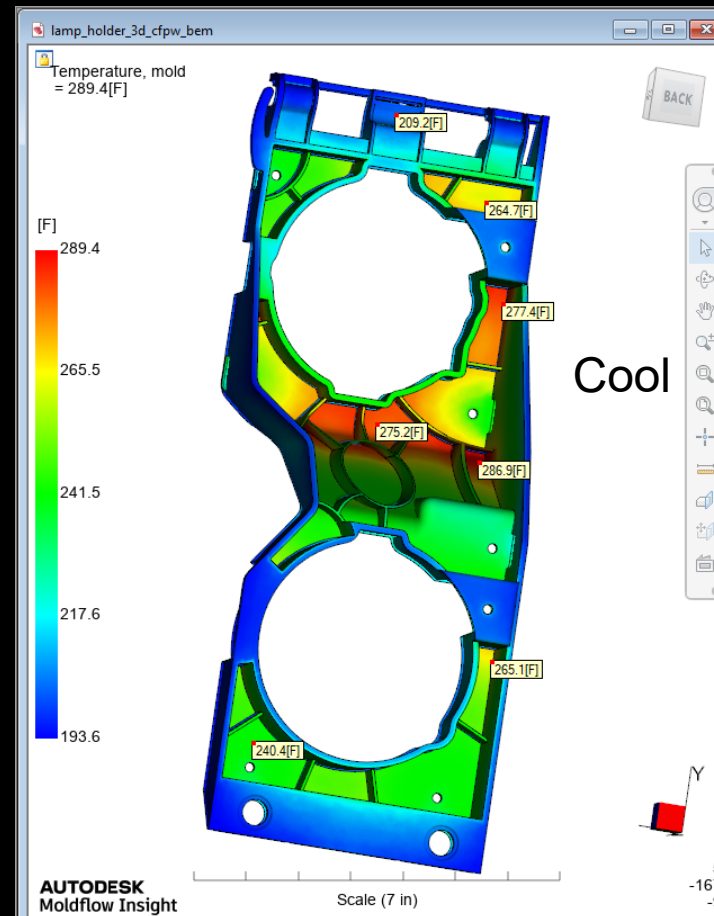 lamp_holder_3d_cfpw_bem
Temperature, mold
= 289.4[F]
BACK
209.2[F]
264.7[F]
[F]
289.4
277.4[F]
265.5
Cool
275.2[F]
286.9[F]
241.5
217.6
265.1[F]
193.6
240.4[F]
Y
AUTODESK
Moldflow Insight
Scale (7 in)
-16